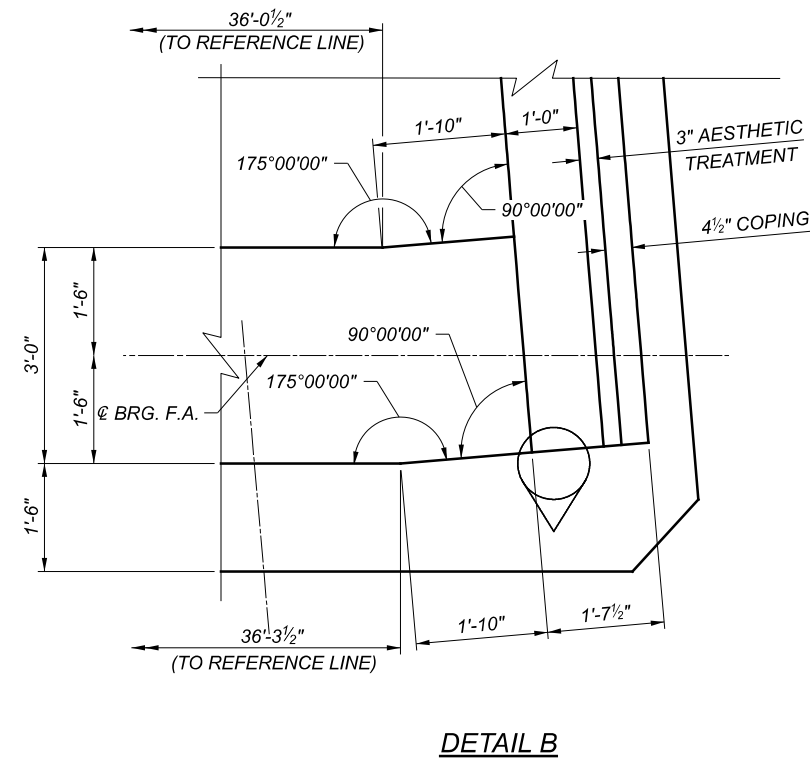 36'-0½"
(TO REFERENCE LINE)
1'-10"
1'-0"
3" AESTHETIC
TREATMENT
175°00'00"
90°00'00"
4½" COPING
1'-6"
3'-0"
90°00'00"
175°00'00"
1'-6"
℄ BRG. F.A.
1'-6"
1'-10"
1'-7½"
36'-3½"
(TO REFERENCE LINE)
DETAIL B